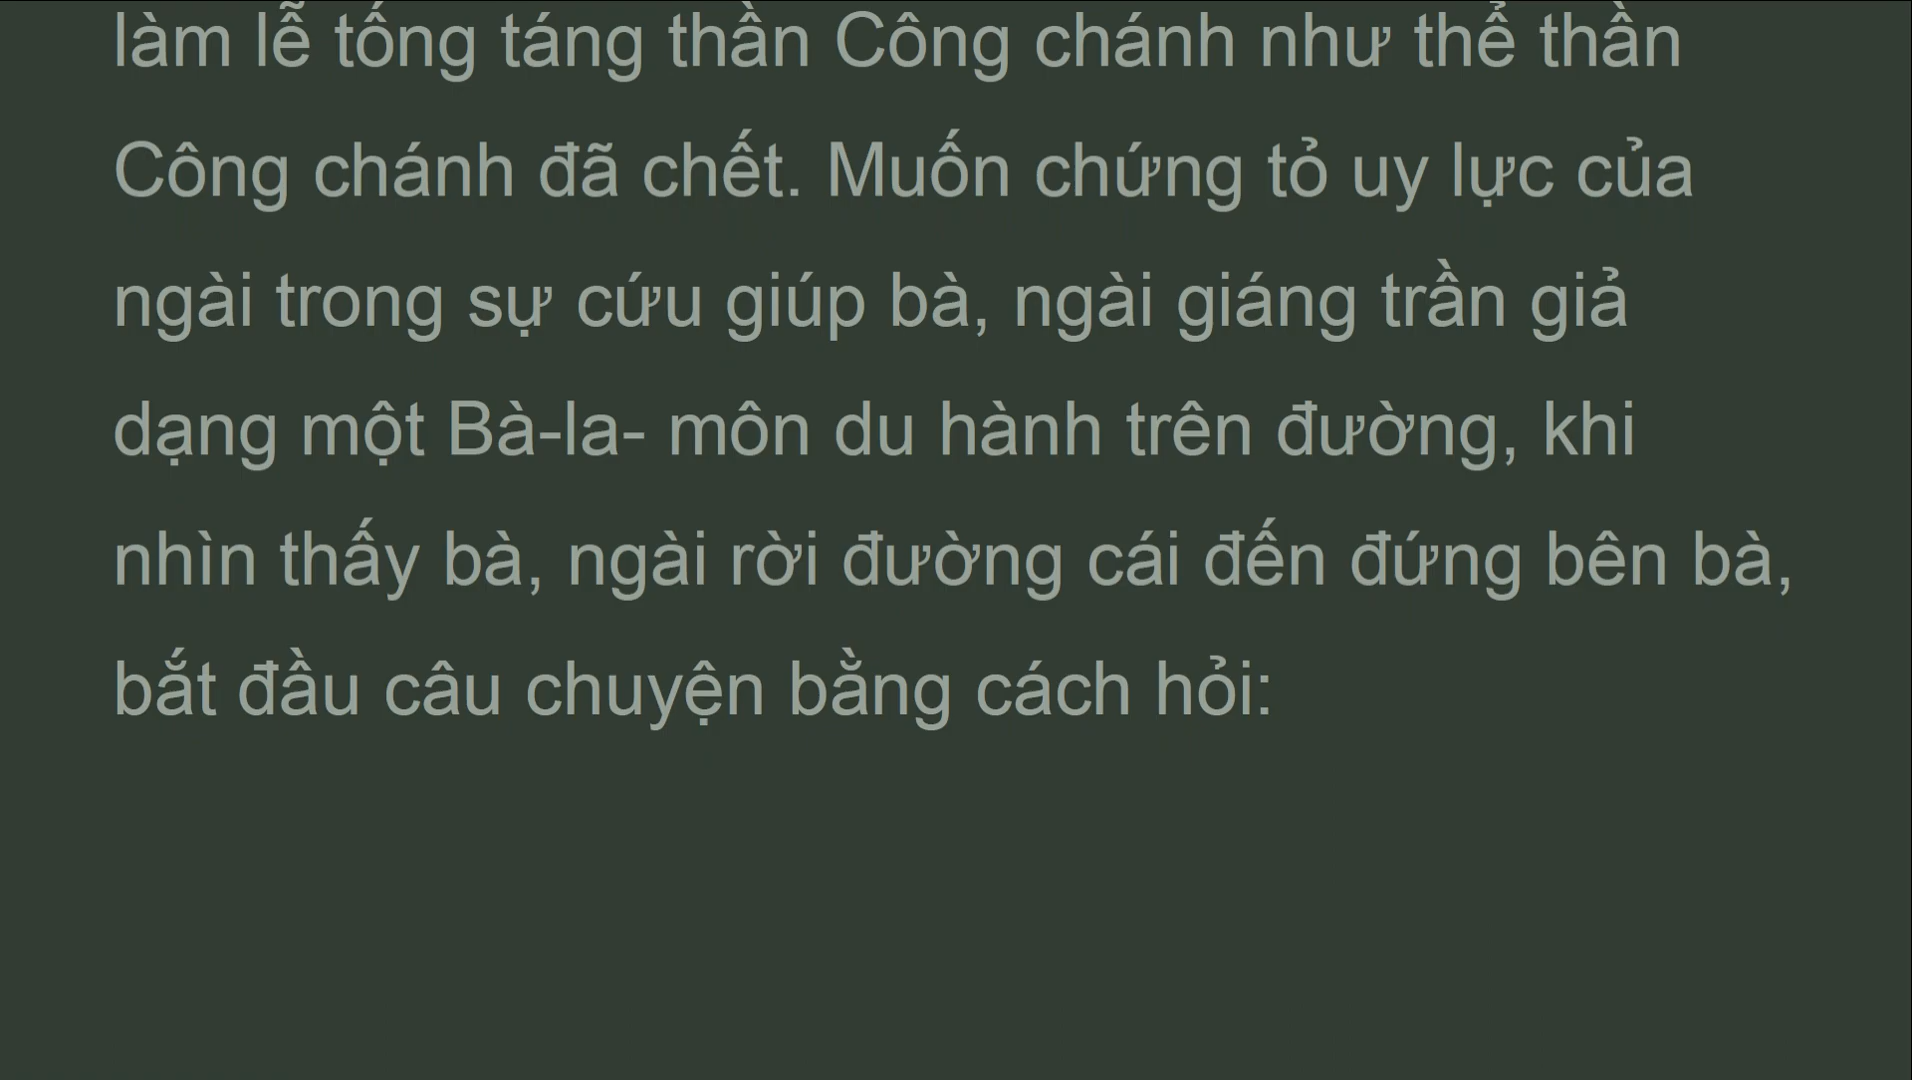 làm lễ tống táng thần Công chánh như thể thần
Công chánh đã chết. Muốn chứng tỏ uy lực của
ngài trong sự cứu giúp bà, ngài giáng trần giả
dạng một Bà-la- môn du hành trên đường, khi
nhìn thấy bà, ngài rời đường cái đến đứng bên bà,
bắt đầu câu chuyện bằng cách hỏi: